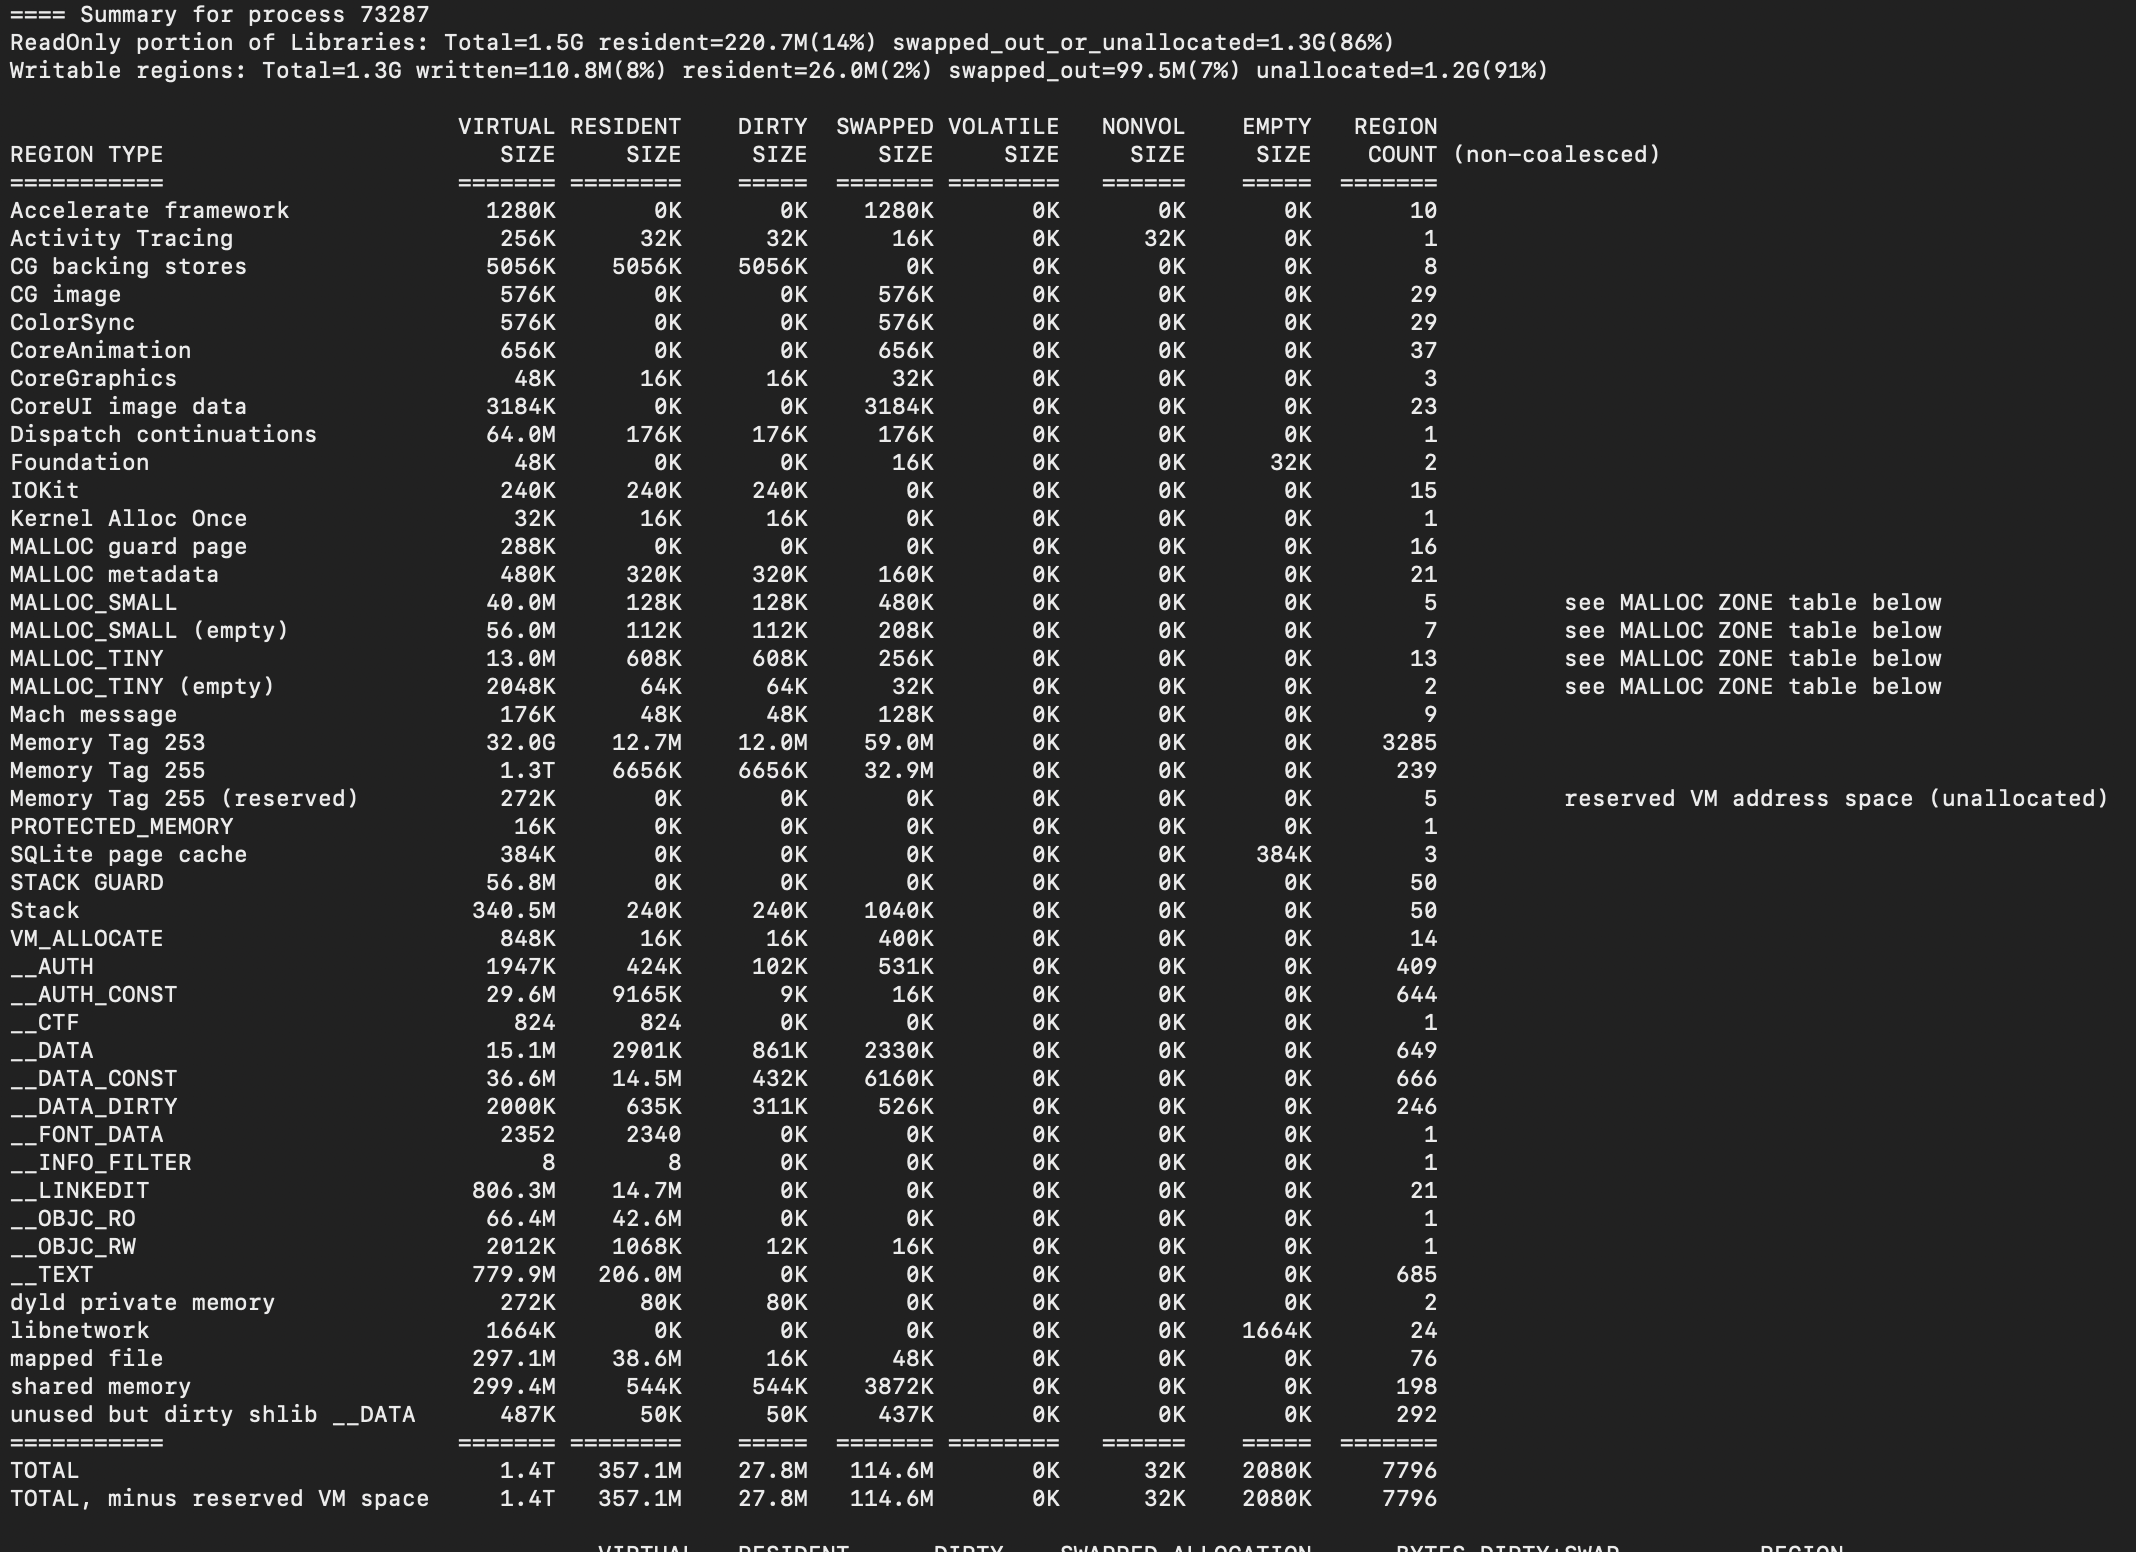 ==== Summary for process 73287
ReadOnly portion of Libraries: Total=1.5G resident=220.7M(14%) swapped_out_or_unallocated=1.3G(86%)
Writable regions: Total=1.3G written=110.8M(8%) resident=26.0M(2%) swapped_out=99.5M(7%) unallocated=1.2G(91%)
VIRTUAL RESIDENT DIRTY SWAPPED VOLATILE NONVOL EMPTY REGION
REGION TYPE SIZE SIZE SIZE SIZE SIZE SIZE SIZE COUNT (non-coalesced)
=========== ======= ======== ===== ======= ======== ====== ===== =======
Accelerate framework 1280K 0K 0K 1280K 0K 0K 0K 10
Activity Tracing 256K 32K 32K 16K 0K 32K 0K 1
CG backing stores 5056K 5056K 5056K 0K 0K 0K 0K 8
CG image 576K 0K 0K 576K 0K 0K 0K 29
ColorSync 576K 0K 0K 576K 0K 0K 0K 29
CoreAnimation 656K 0K 0K 656K 0K 0K 0K 37
CoreGraphics 48K 16K 16K 32K 0K 0K 0K 3
CoreUI image data 3184K 0K 0K 3184K 0K 0K 0K 23
Dispatch continuations 64.0M 176K 176K 176K 0K 0K 0K 1
Foundation 48K 0K 0K 16K 0K 0K 32K 2
IOKit 240K 240K 240K 0K 0K 0K 0K 15
Kernel Alloc Once 32K 16K 16K 0K 0K 0K 0K 1
MALLOC guard page 288K 0K 0K 0K 0K 0K 0K 16
MALLOC metadata 480K 320K 320K 160K 0K 0K 0K 21
MALLOC_SMALL 40.0M 128K 128K 480K 0K 0K 0K 5 see MALLOC ZONE table below
MALLOC_SMALL (empty) 56.0M 112K 112K 208K 0K 0K 0K 7 see MALLOC ZONE table below
MALLOC_TINY 13.0M 608K 608K 256K 0K 0K 0K 13 see MALLOC ZONE table below
MALLOC_TINY (empty) 2048K 64K 64K 32K 0K 0K 0K 2 see MALLOC ZONE table below
Mach message 176K 48K 48K 128K 0K 0K 0K 9
Memory Tag 253 32.0G 12.7M 12.0M 59.0M 0K 0K 0K 3285
Memory Tag 255 1.3T 6656K 6656K 32.9M 0K 0K 0K 239
Memory Tag 255 (reserved) 272K 0K 0K 0K 0K 0K 0K 5 reserved VM address space (unallocated)
PROTECTED_MEMORY 16K 0K 0K 0K 0K 0K 0K 1
SQLite page cache 384K 0K 0K 0K 0K 0K 384K 3
STACK GUARD 56.8M 0K 0K 0K 0K 0K 0K 50
Stack 340.5M 240K 240K 1040K 0K 0K 0K 50
VM_ALLOCATE 848K 16K 16K 400K 0K 0K 0K 14
__AUTH 1947K 424K 102K 531K 0K 0K 0K 409
__AUTH_CONST 29.6M 9165K 9K 16K 0K 0K 0K 644
__CTF 824 824 0K 0K 0K 0K 0K 1
__DATA 15.1M 2901K 861K 2330K 0K 0K 0K 649
__DATA_CONST 36.6M 14.5M 432K 6160K 0K 0K 0K 666
__DATA_DIRTY 2000K 635K 311K 526K 0K 0K 0K 246
__FONT_DATA 2352 2340 0K 0K 0K 0K 0K 1
__INFO_FILTER 8 8 0K 0K 0K 0K 0K 1
__LINKEDIT 806.3M 14.7M 0K 0K 0K 0K 0K 21
__OBJC_RO 66.4M 42.6M 0K 0K 0K 0K 0K 1
__OBJC_RW 2012K 1068K 12K 16K 0K 0K 0K 1
__TEXT 779.9M 206.0M 0K 0K 0K 0K 0K 685
dyld private memory 272K 80K 80K 0K 0K 0K 0K 2
libnetwork 1664K 0K 0K 0K 0K 0K 1664K 24
mapped file 297.1M 38.6M 16K 48K 0K 0K 0K 76
shared memory 299.4M 544K 544K 3872K 0K 0K 0K 198
unused but dirty shlib __DATA 487K 50K 50K 437K 0K 0K 0K 292
=========== ======= ======== ===== ======= ======== ====== ===== =======
TOTAL 1.4T 357.1M 27.8M 114.6M 0K 32K 2080K 7796
TOTAL, minus reserved VM space 1.4T 357.1M 27.8M 114.6M 0K 32K 2080K 7796
VIRTUAL RESIDENT DIRTY SWAPPED ALLOCATION BYTES DIRTY+SWAP REGION